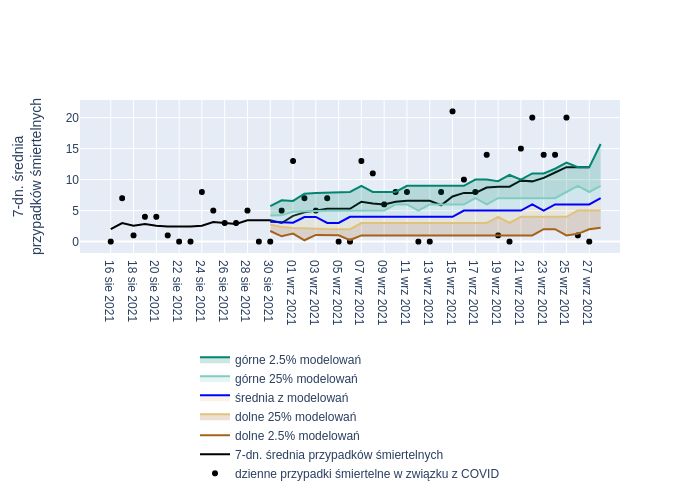 7-dn. średnia
przypadków śmiertelnych
20
15
10
5
0
16 sie 2021
18 sie 2021
20 sie 2021
22 sie 2021
24 sie 2021
26 sie 2021
28 sie 2021
30 sie 2021
01 wrz 2021
03 wrz 2021
05 wrz 2021
07 wrz 2021
09 wrz 2021
11 wrz 2021
13 wrz 2021
15 wrz 2021
17 wrz 2021
19 wrz 2021
21 wrz 2021
23 wrz 2021
25 wrz 2021
27 wrz 2021
górne 2.5% modelowań
górne 25% modelowań
średnia z modelowań
dolne 25% modelowań
dolne 2.5% modelowań
7-dn. średnia przypadków śmiertelnych
dzienne przypadki śmiertelne w związku z COVID